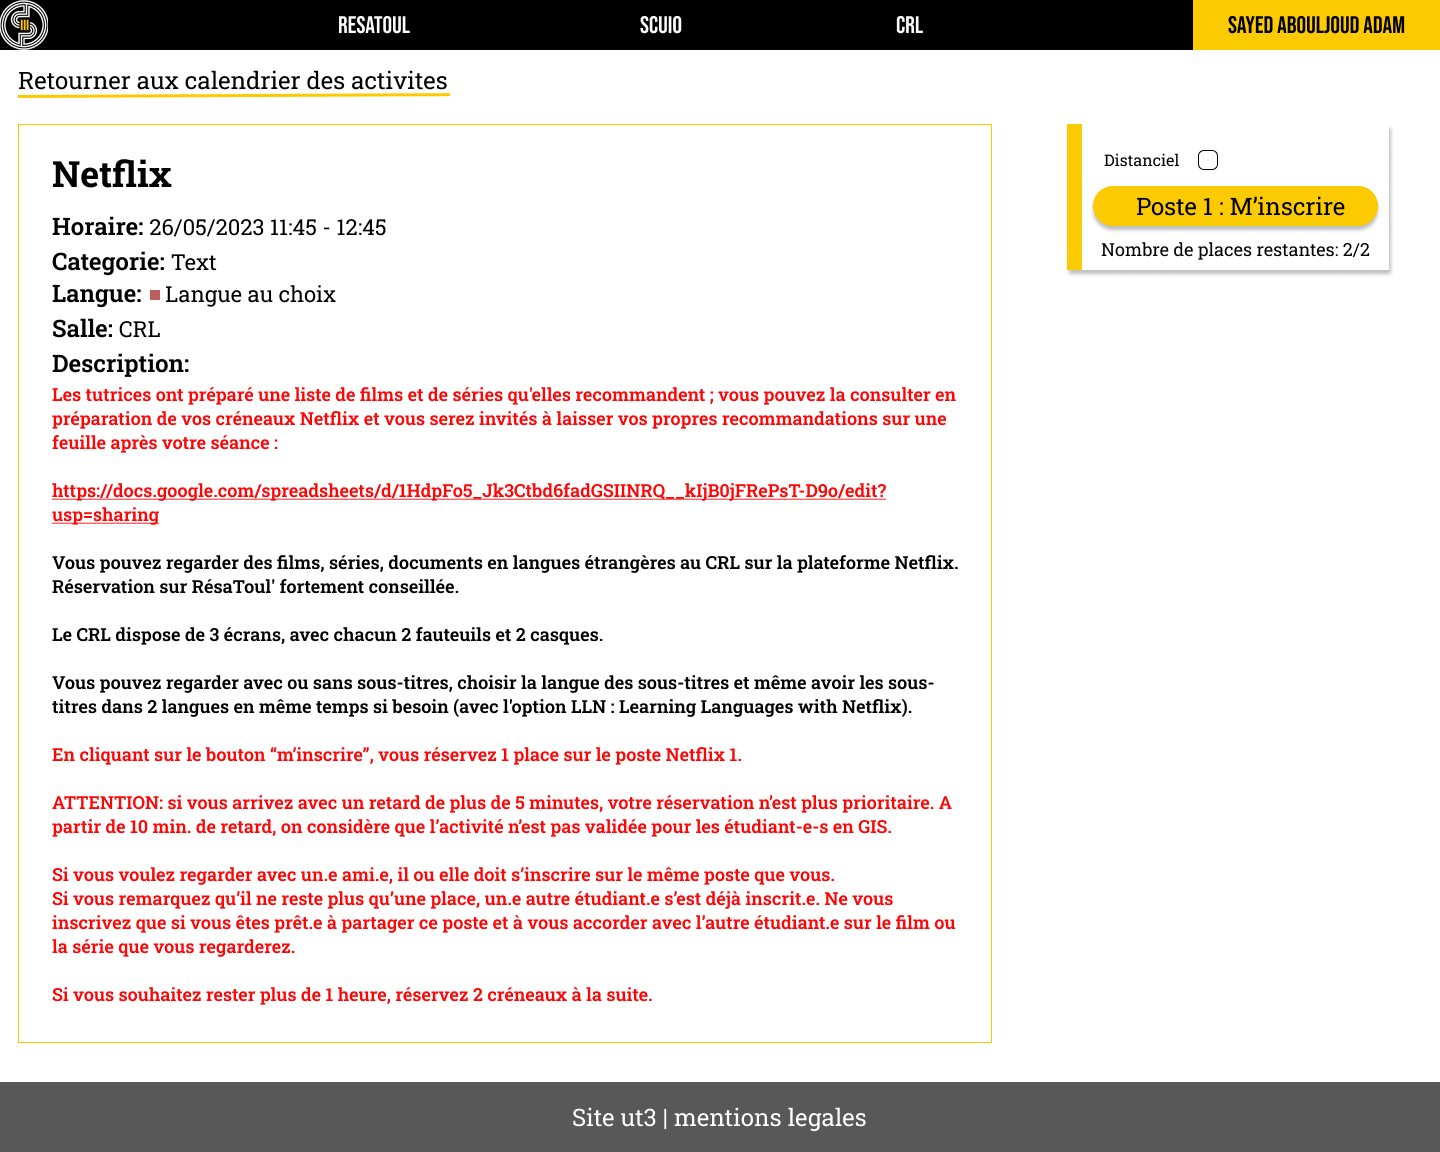 RESATOUL
SCUIO
CRL
SAYED ABOULJOUD ADAM
Retourner aux calendrier des activites
Netflix
Horaire: 26/05/2023 11:45 - 12:45
Categorie: Text
Langue: Langue au choix
Salle: CRL
Description:
Les tutrices ont préparé une liste de films et de séries qu'elles recommandent ; vous pouvez la consulter en
préparation de vos créneaux Netflix et vous serez invités à laisser vos propres recommandations sur une
feuille après votre séance :
https://docs.google.com/spreadsheets/d/1HdpFo5_Jk3Ctbd6fadGSIINRQ__kIjB0jFRePsT-D9o/edit?
usp=sharing
Vous pouvez regarder des films, séries, documents en langues étrangères au CRL sur la plateforme Netflix.
Réservation sur RésaToul' fortement conseillée.
Le CRL dispose de 3 écrans, avec chacun 2 fauteuils et 2 casques.
Vous pouvez regarder avec ou sans sous-titres, choisir la langue des sous-titres et même avoir les sous-
titres dans 2 langues en même temps si besoin (avec l'option LLN : Learning Languages with Netflix).
En cliquant sur le bouton “m’inscrire”, vous réservez 1 place sur le poste Netflix 1.
ATTENTION: si vous arrivez avec un retard de plus de 5 minutes, votre réservation n’est plus prioritaire. A
partir de 10 min. de retard, on considère que l’activité n’est pas validée pour les étudiant-e-s en GIS.
Si vous voulez regarder avec un.e ami.e, il ou elle doit s’inscrire sur le même poste que vous.
Si vous remarquez qu’il ne reste plus qu’une place, un.e autre étudiant.e s’est déjà inscrit.e. Ne vous
inscrivez que si vous êtes prêt.e à partager ce poste et à vous accorder avec l’autre étudiant.e sur le film ou
la série que vous regarderez.
Si vous souhaitez rester plus de 1 heure, réservez 2 créneaux à la suite.
Distanciel
Poste 1 : M’inscrire
Nombre de places restantes: 2/2
Site ut3 | mentions legales